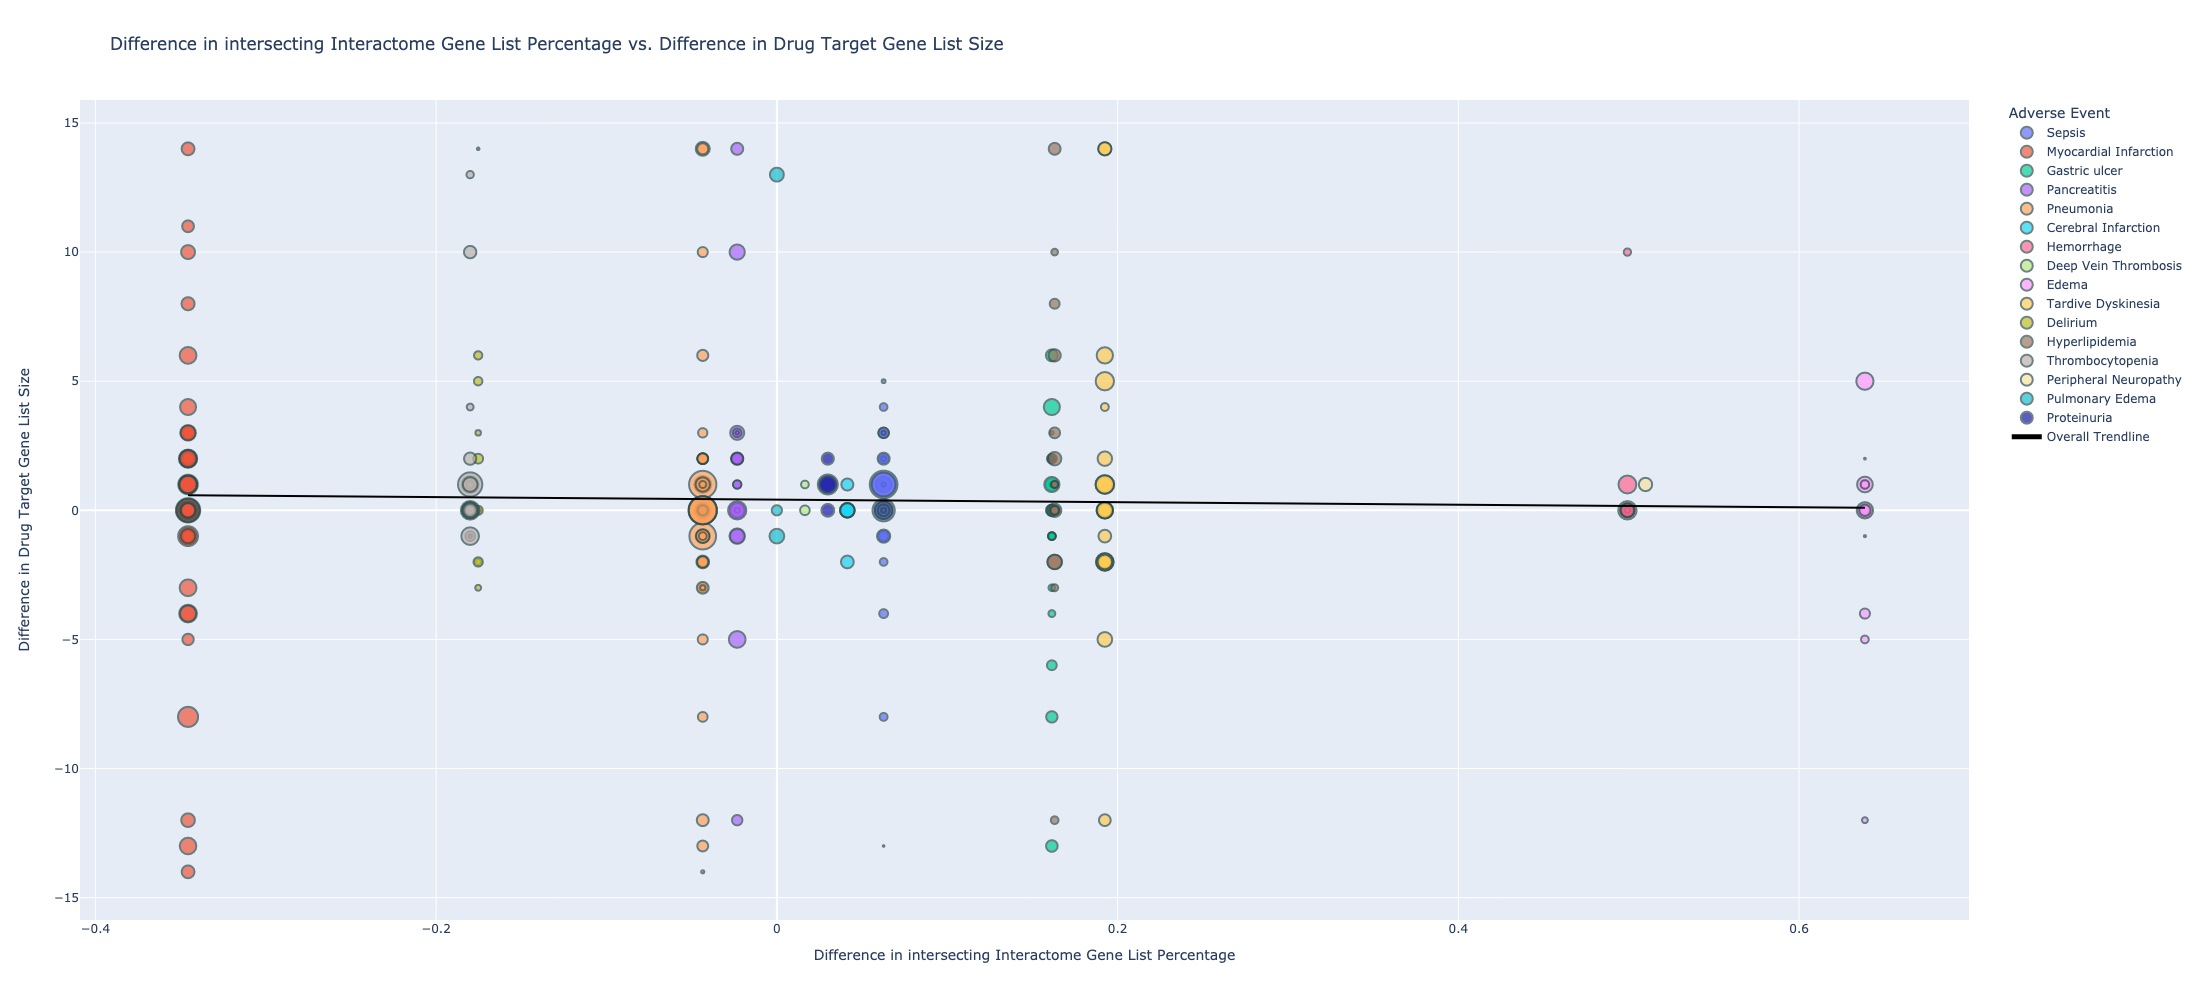 Difference in intersecting Interactome Gene List Percentage vs. Difference in Drug Target Gene List Size
Difference in Drug Target Gene List Size
15
10
5
0
−5
−10
−15
−0.4
−0.2
0
0.2
0.4
0.6
Difference in intersecting Interactome Gene List Percentage
Adverse Event
Sepsis
Myocardial Infarction
Gastric ulcer
Pancreatitis
Pneumonia
Cerebral Infarction
Hemorrhage
Deep Vein Thrombosis
Edema
Tardive Dyskinesia
Delirium
Hyperlipidemia
Thrombocytopenia
Peripheral Neuropathy
Pulmonary Edema
Proteinuria
Overall Trendline